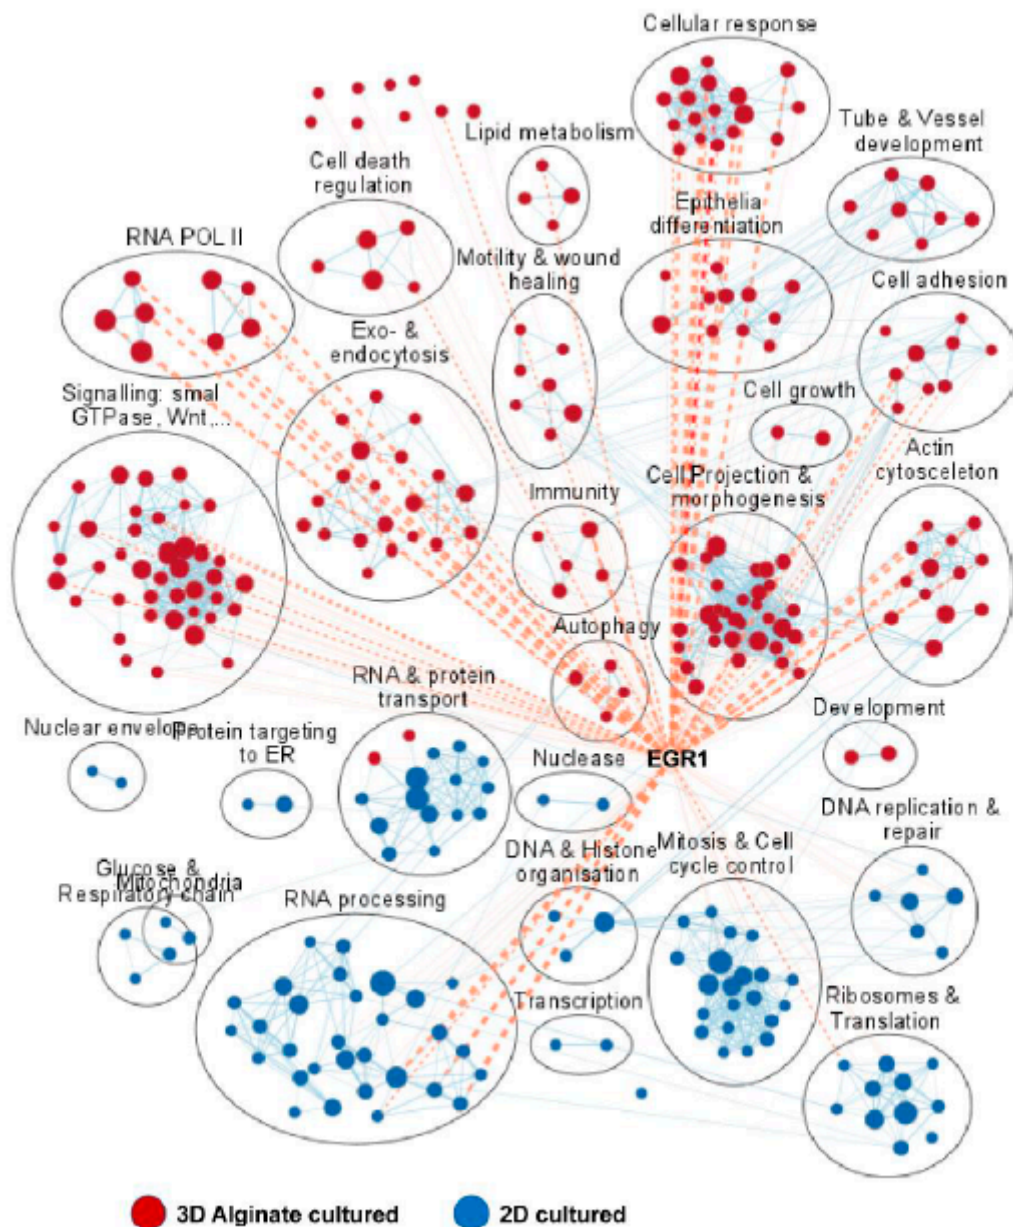 Cellular response
Lipid metabolism
Tube & Vessel
development
Cell death
regulation
Epithelia
differentiation
RNA POL II
Motility & wound
healing
Cell adhesion
Exo- &
endocytosis
Signalling: smal
GTPase, Wnt,...
Cell growth
Actin
cytosceleton
Cell Projection &
morphogenesis
Immunity
Autophagy
RNA & protein
transport
Development
Nuclear envelope
Protein targeting
to ER
Nuclease
EGR1
DNA replication &
repair
Mitosis & Cell
cycle control
DNA & Histone
organisation
Glucose &
Mitochondria
Respiratory chain
RNA processing
Transcription
Ribosomes &
Translation
3D Alginate cultured
2D cultured